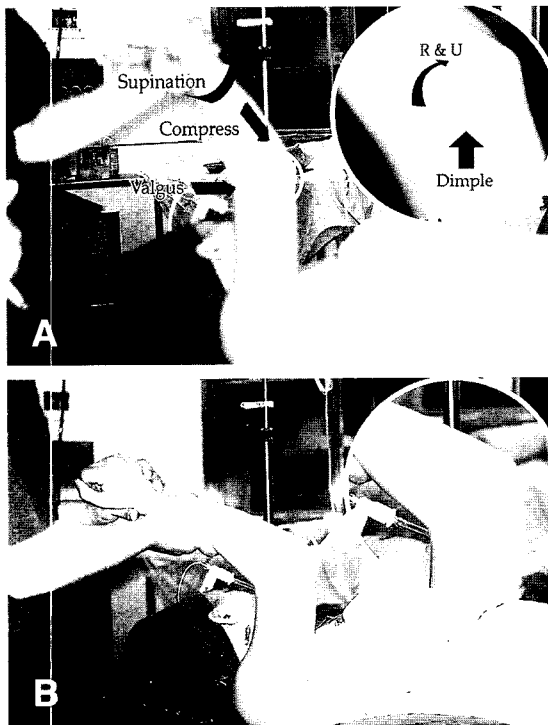 Supination
Compress
Valgus
R & U
Dimple
A
B